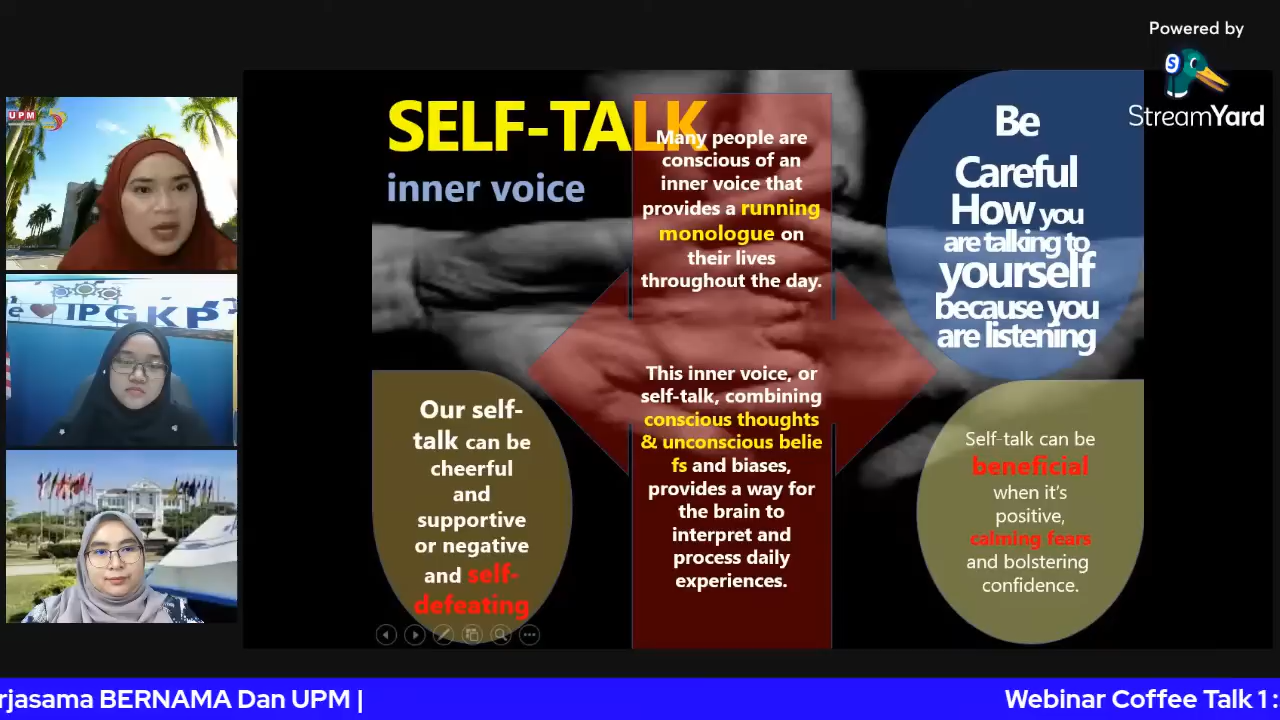 Powered by
StreamYard
UPM
IPGKP
SELF-TALK
inner voice
Many people are
conscious of an
inner voice that
provides a running
monologue on
their lives
throughout the day.
This inner voice, or
self-talk, combining
conscious thoughts
& unconscious belie
fs and biases,
provides a way for
the brain to
interpret and
process daily
experiences.
Be
Careful
How you
are talking to
yourself
because you
are listening
Our self-
talk can be
cheerful
and
supportive
or negative
and self-
defeating
Self-talk can be
beneficial
when it's
positive,
calming fears
and bolstering
confidence.
rjasama BERNAMA Dan UPM |
Webinar Coffee Talk 1 :